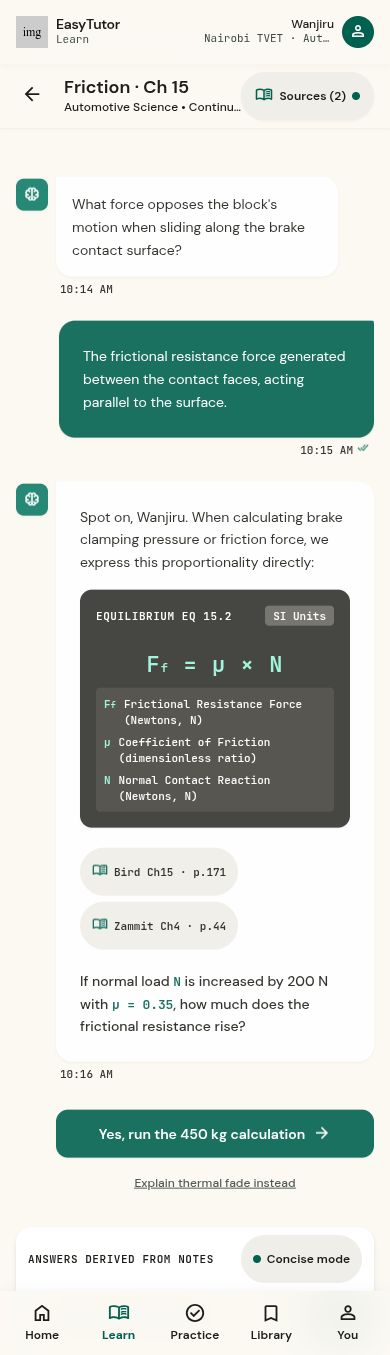 img
EasyTutor
Learn
Wanjiru
Nairobi TVET · Aut…
Friction · Ch 15
Automotive Science • Continu…
Sources (2)
What force opposes the block's
motion when sliding along the brake
contact surface?
10:14 AM
The frictional resistance force generated
between the contact faces, acting
parallel to the surface.
10:15 AM
Spot on, Wanjiru. When calculating brake
clamping pressure or friction force, we
express this proportionality directly:
EQUILIBRIUM EQ 15.2
SI Units
Ff = μ × N
Ff Frictional Resistance Force
(Newtons, N)
μ Coefficient of Friction
(dimensionless ratio)
N Normal Contact Reaction
(Newtons, N)
Bird Ch15 · p.171
Zammit Ch4 · p.44
If normal load N is increased by 200 N
with μ = 0.35, how much does the
frictional resistance rise?
10:16 AM
Yes, run the 450 kg calculation
Explain thermal fade instead
ANSWERS DERIVED FROM NOTES
Concise mode
Home
Learn
Practice
Library
You